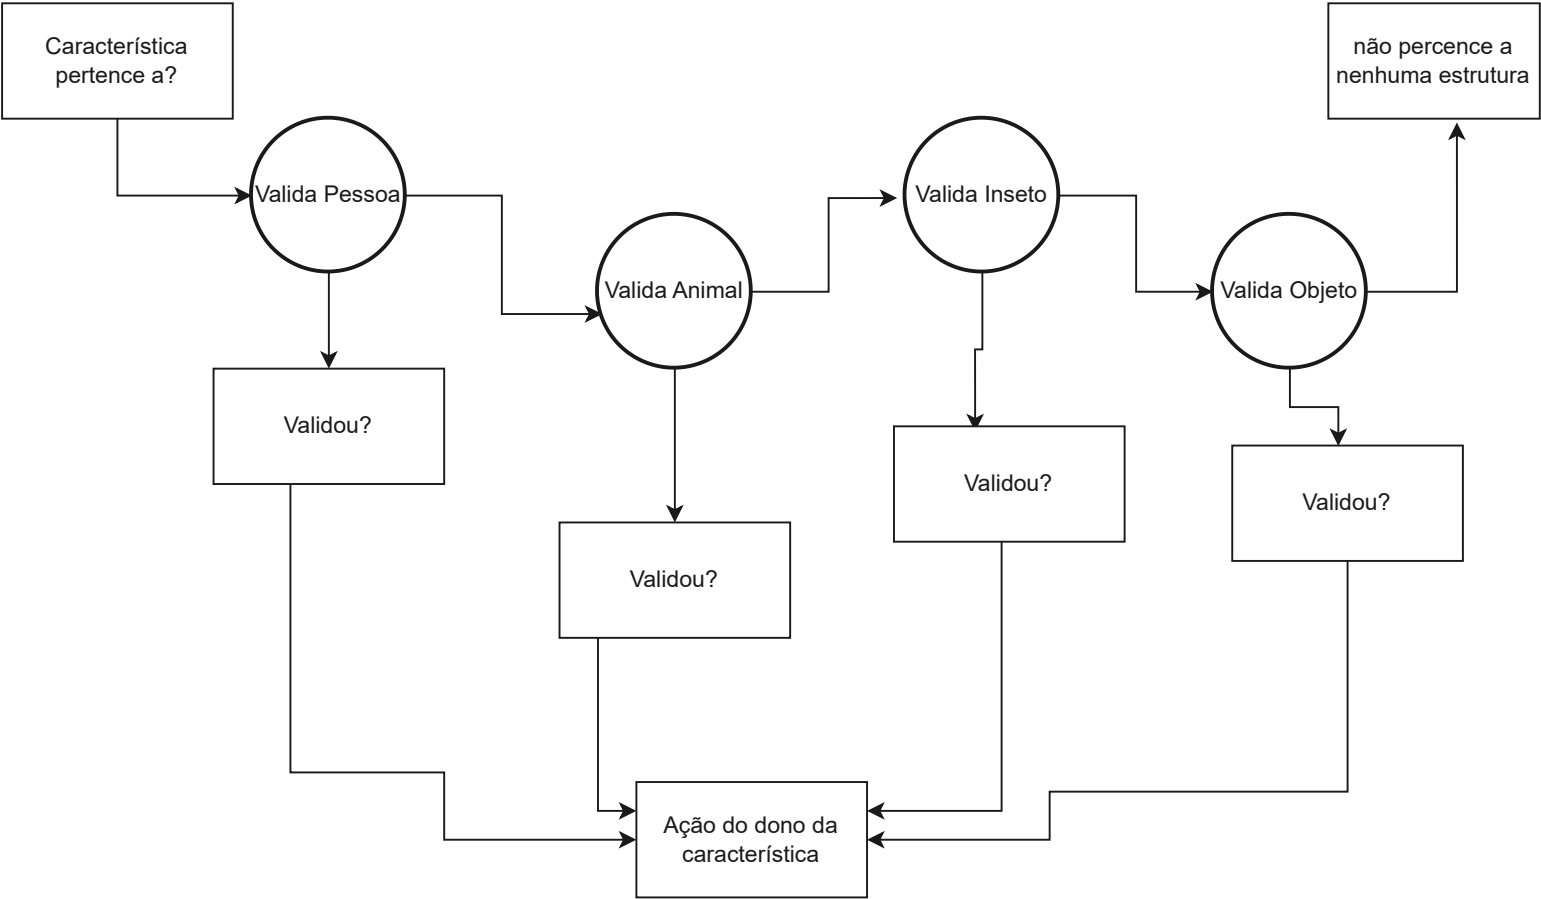 Característica
pertence a?
não percence a
nenhuma estrutura
Valida Pessoa
Valida Inseto
Valida Animal
Valida Objeto
Validou?
Validou?
Validou?
Validou?
Ação do dono da
característica